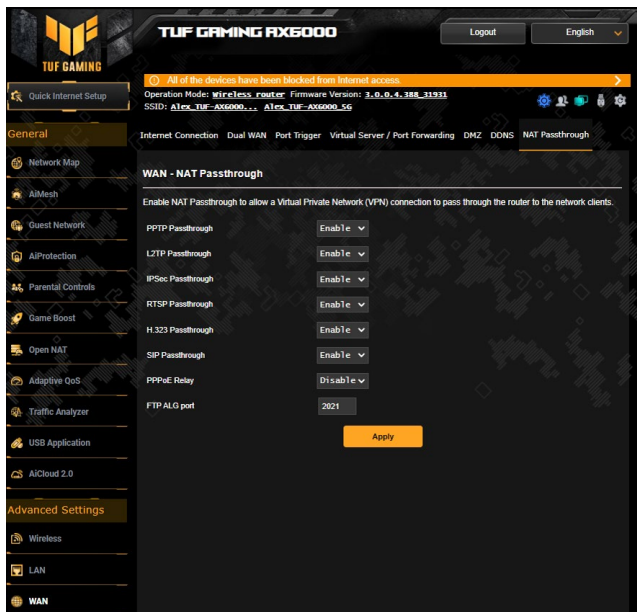 TUF GAMING AX6000
Logout
English
TUF GAMING
All of the devices have been blocked from Internet access.
Quick Internet Setup
Operation Mode: Wireless router Firmware Version: 3.0.0.4.388_31931
SSID: Alex_TUF-AX6000... Alex_TUF-AX6000_5G
General
Internet Connection Dual WAN Port Trigger Virtual Server / Port Forwarding DMZ DDNS NAT Passthrough
Network Map
AiMesh
Guest Network
AiProtection
Parental Controls
Game Boost
Open NAT
Adaptive QoS
Traffic Analyzer
USB Application
AiCloud 2.0
Advanced Settings
Wireless
LAN
WAN
WAN - NAT Passthrough
Enable NAT Passthrough to allow a Virtual Private Network (VPN) connection to pass through the router to the network clients.
PPTP Passthrough Enable
L2TP Passthrough Enable
IPSec Passthrough Enable
RTSP Passthrough Enable
H.323 Passthrough Enable
SIP Passthrough Enable
PPPoE Relay Disable
FTP ALG port 2021
Apply